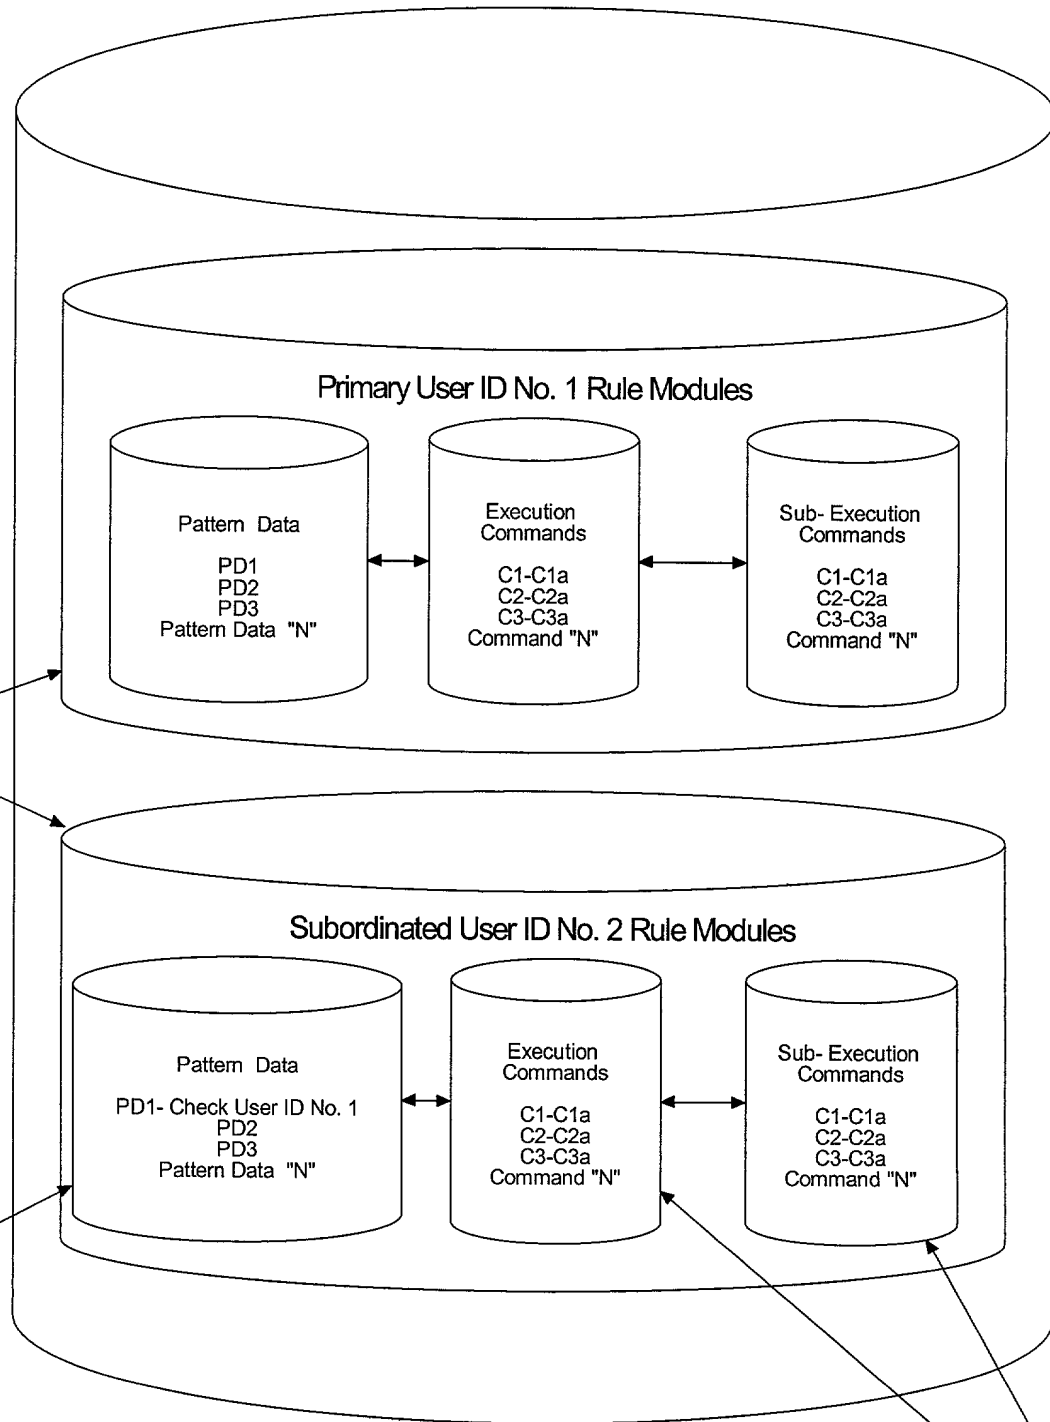 Primary User ID No. 1 Rule Modules
Pattern Data
PD1
PD2
PD3
Pattern Data "N"
Execution
Commands
C1-C1a
C2-C2a
C3-C3a
Command "N"
Sub- Execution
Commands
C1-C1a
C2-C2a
C3-C3a
Command "N"
Subordinated User ID No. 2 Rule Modules
Pattern Data
PD1- Check User ID No. 1
PD2
PD3
Pattern Data "N"
Execution
Commands
C1-C1a
C2-C2a
C3-C3a
Command "N"
Sub- Execution
Commands
C1-C1a
C2-C2a
C3-C3a
Command "N"